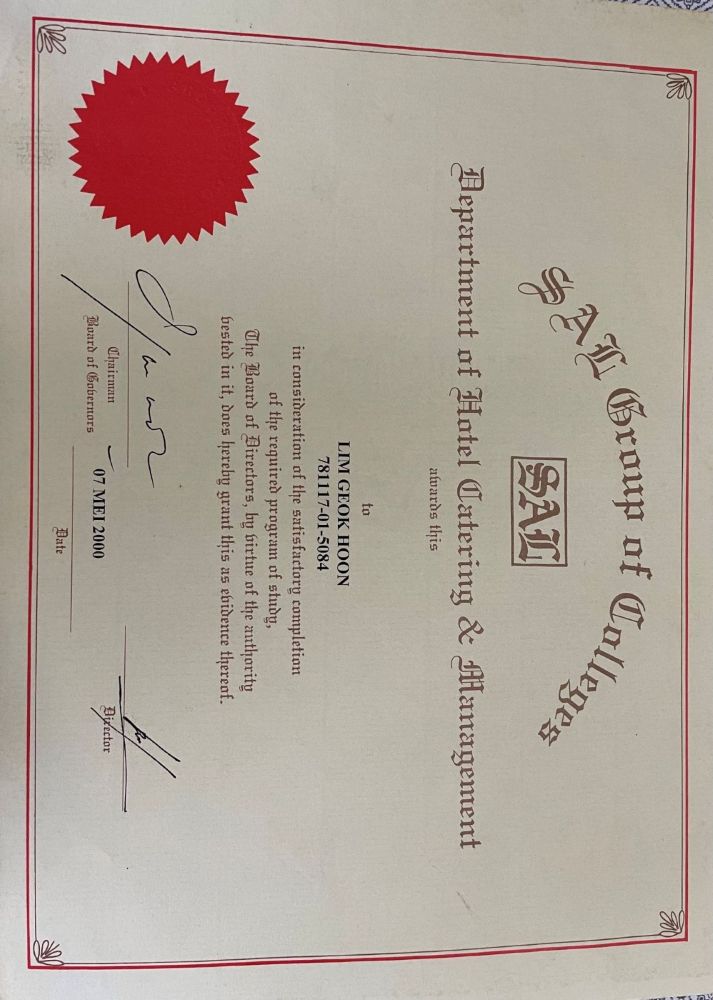 SAL Group of Colleges
SAL
Department of Hotel Catering & Management
awards this
to
LIM GEOK HOON
781117-01-5084
in consideration of the satisfactory completion
of the required program of study,
The Board of Directors, by virtue of the authority
vested in it, does hereby grant this as evidence thereof.
Chairman
Board of Governors
07 MEI 2000
Date
Director